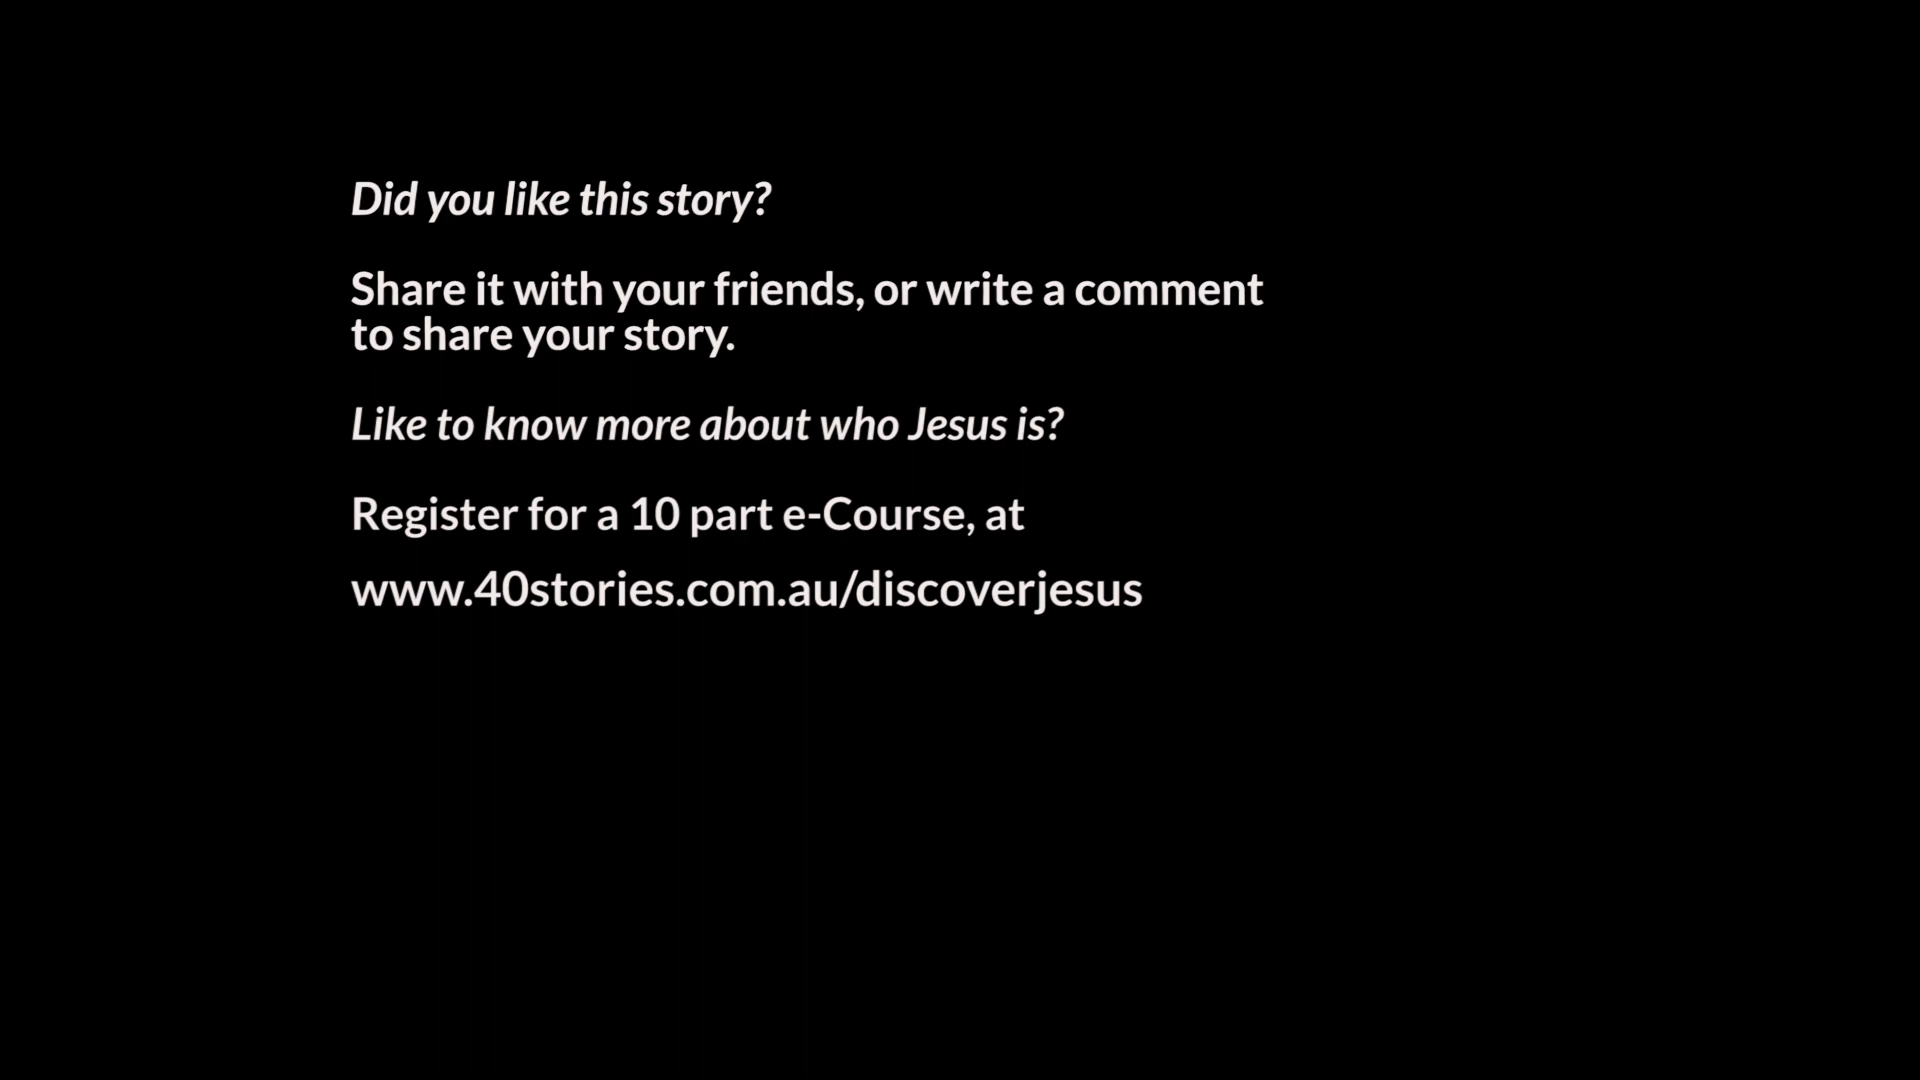 Did you like this story?
Share it with your friends, or write a comment
to share your story.
Like to know more about who Jesus is?
Register for a 10 part e-Course, at
www.40stories.com.au/discoverjesus